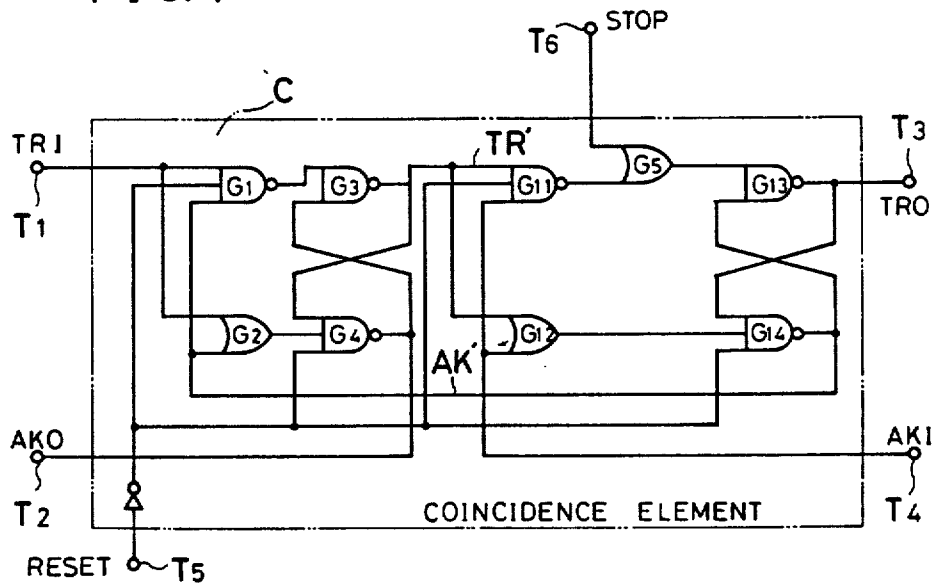 STOP
T6
C
TRI
T1
TR'
T3
TRO
G1
G3
G11
G5
G13
G2
G4
G12
G14
AK'
AKO
T2
AKI
T4
COINCIDENCE ELEMENT
RESET
T5